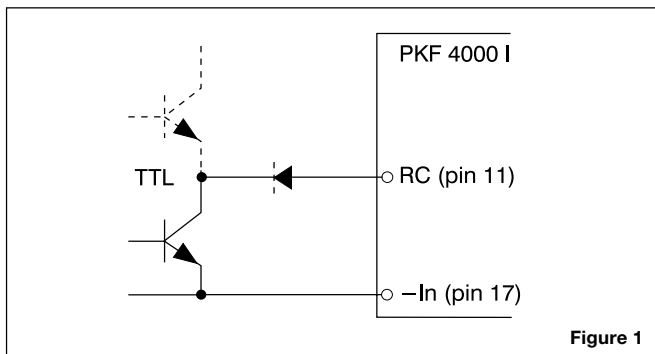 PKF 4000 I
TTL
RC (pin 11)
–In (pin 17)
Figure 1